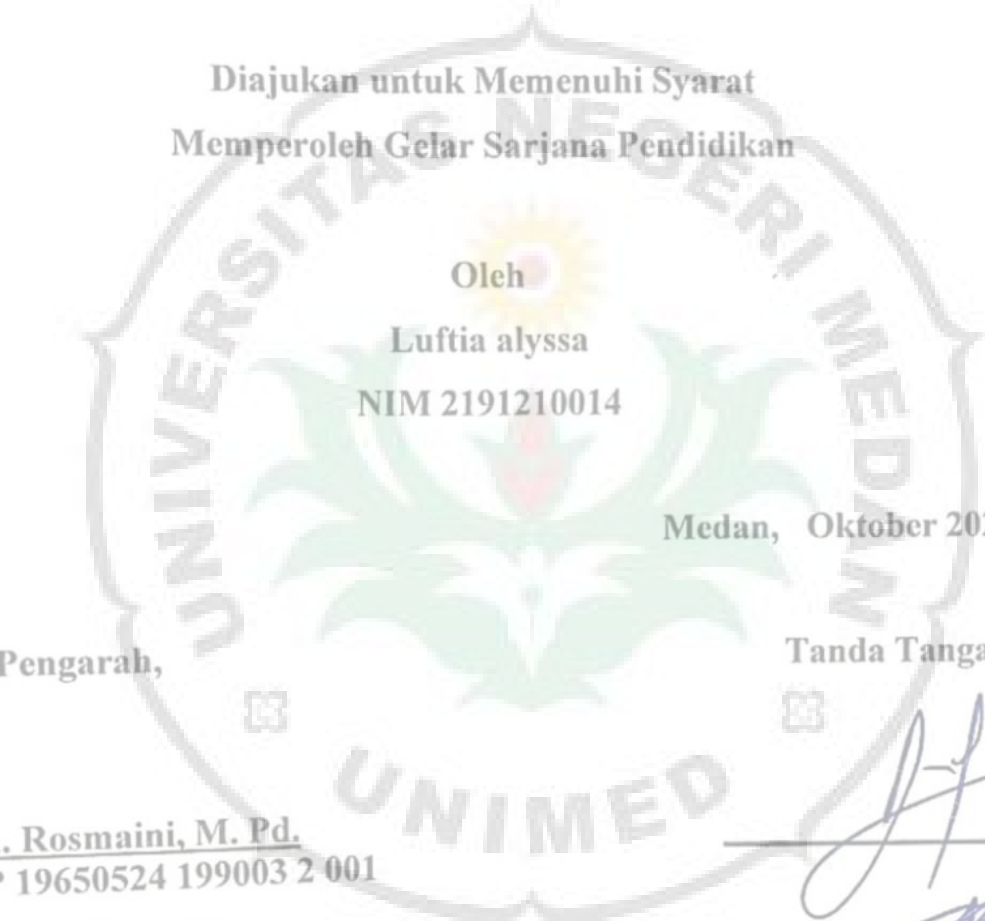 Diajukan untuk Memenuhi Syarat
Memperoleh Gelar Sarjana Pendidikan
UNIVERSITAS NEGERI MEDAN
Oleh
Luftia alyssa
NIM 2191210014
Medan, Oktober
Pengarah,
Tanda
UNIMED
. Rosmaini, M. Pd.
19650524 199003 2 001